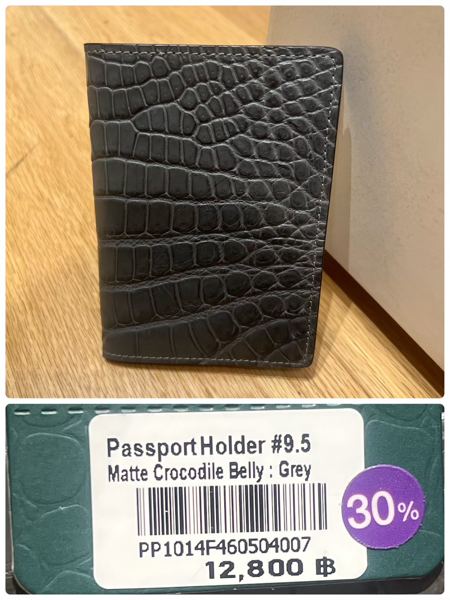 PassportHolder #9.5
Matte Crocodile Belly : Grey
PP1014F460504007
12,800 ฿
30%